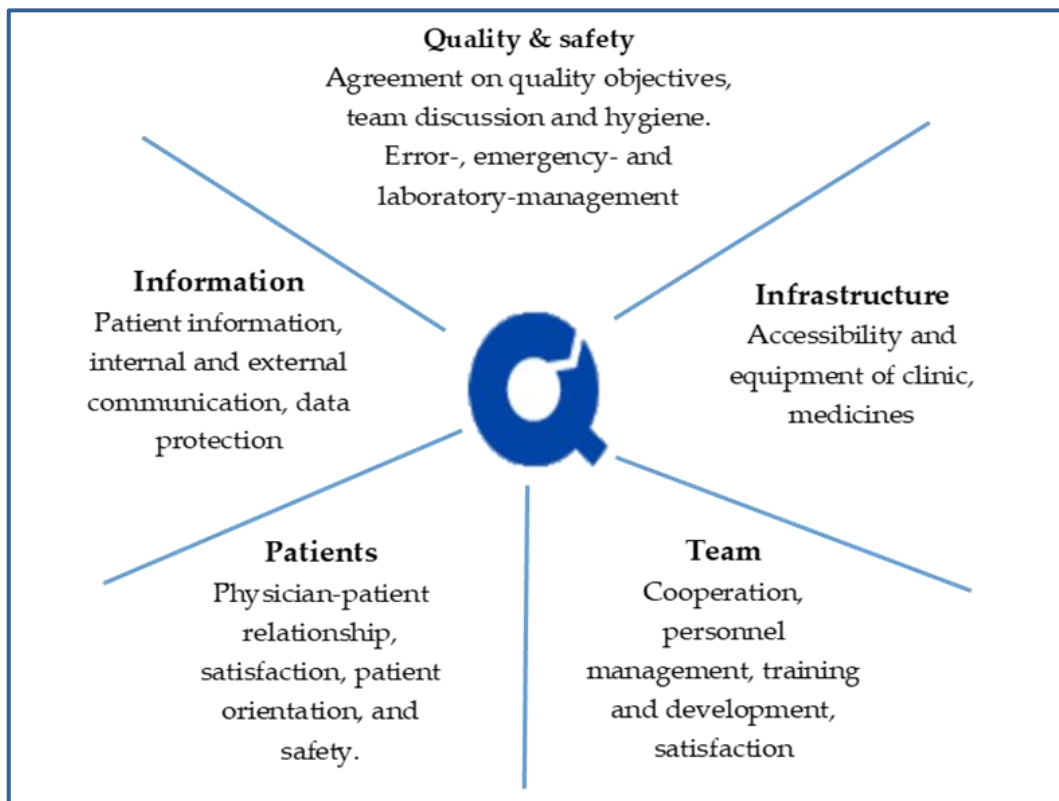 Quality & safety
Agreement on quality objectives,
team discussion and hygiene.
Error-, emergency- and
laboratory-management
Information
Patient information,
internal and external
communication, data
protection
Infrastructure
Accessibility and
equipment of clinic,
medicines
Patients
Physician-patient
relationship,
satisfaction, patient
orientation, and
safety.
Team
Cooperation,
personnel
management, training
and development,
satisfaction